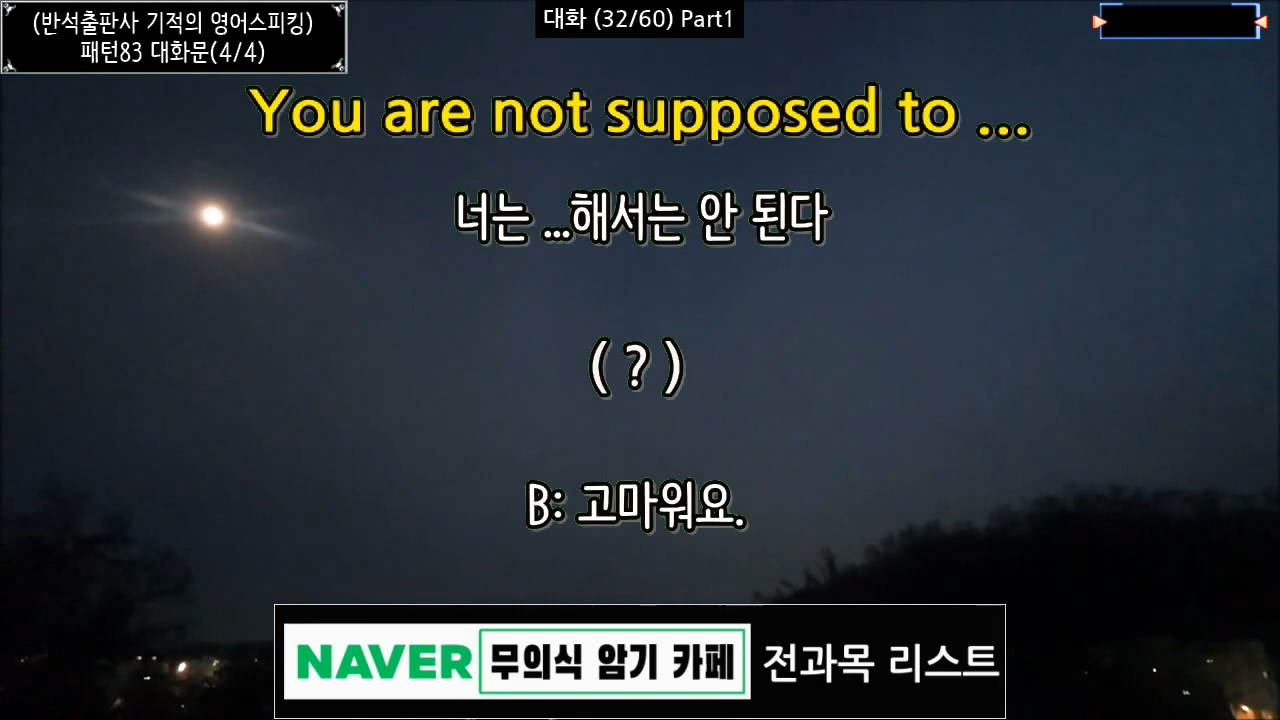 (반석출판사 기적의 영어스피킹)
패턴83 대화문(4/4)
대화 (32/60) Part1
You are not supposed to ...
너는 ...해서는 안 된다
( ? )
B: 고마워요.
NAVER 무의식 암기 카페 전과목 리스트